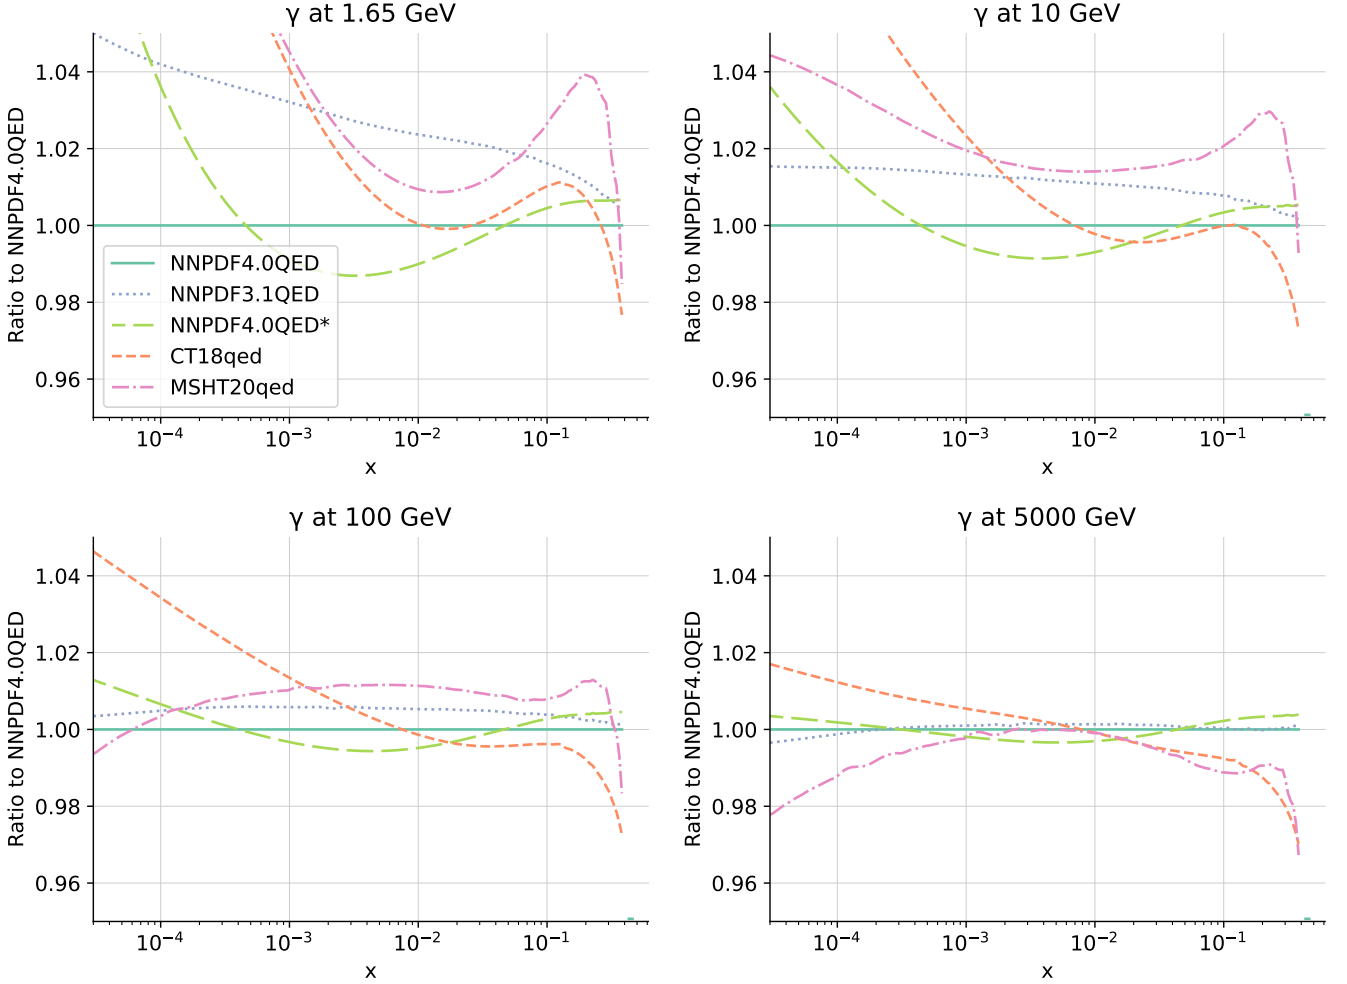 γ at 1.65 GeV
Ratio to NNPDF4.0QED
1.04
1.02
1.00
0.98
0.96
NNPDF4.0QED
NNPDF3.1QED
NNPDF4.0QED*
CT18qed
MSHT20qed
10⁻⁴ 10⁻³ 10⁻² 10⁻¹
x
γ at 10 GeV
Ratio to NNPDF4.0QED
1.04
1.02
1.00
0.98
0.96
10⁻⁴ 10⁻³ 10⁻² 10⁻¹
x
γ at 100 GeV
Ratio to NNPDF4.0QED
1.04
1.02
1.00
0.98
0.96
10⁻⁴ 10⁻³ 10⁻² 10⁻¹
x
γ at 5000 GeV
Ratio to NNPDF4.0QED
1.04
1.02
1.00
0.98
0.96
10⁻⁴ 10⁻³ 10⁻² 10⁻¹
x